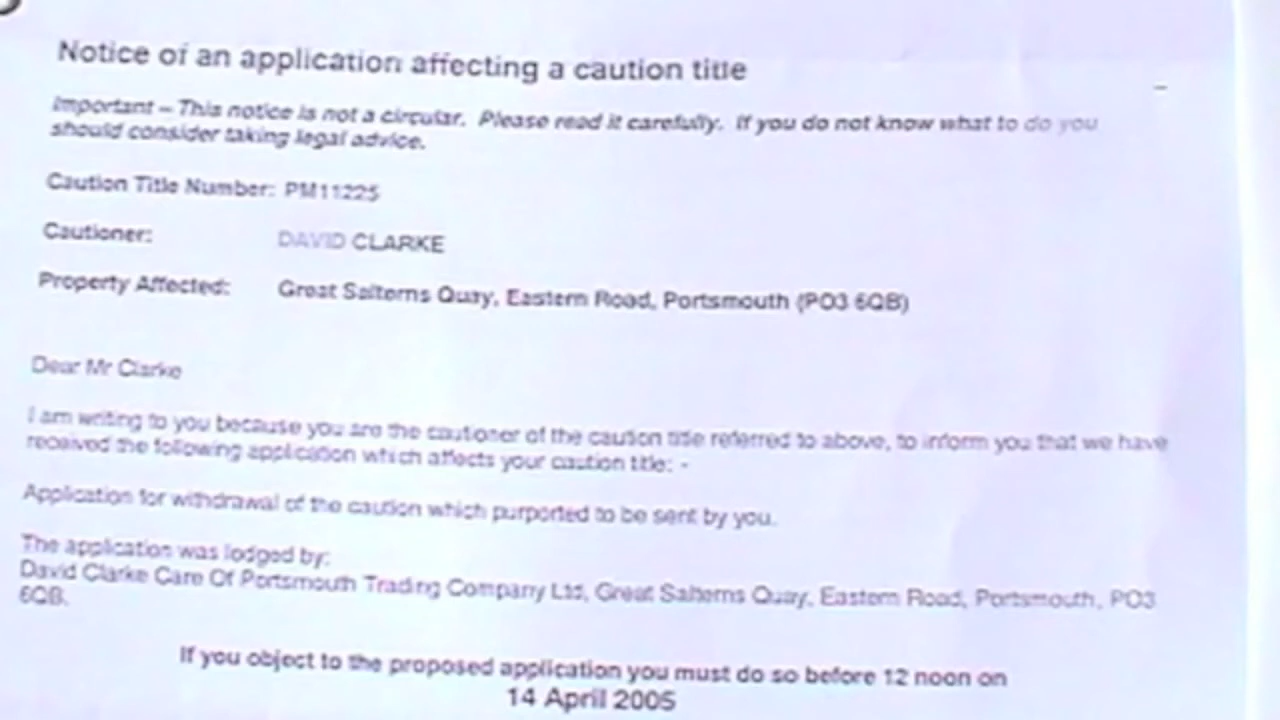 Notice of an application affecting a caution title
Important – This notice is not a circular. Please read it carefully. If you do not know what to do you
should consider taking legal advice.
Caution Title Number: PM11225
Cautioner: DAVID CLARKE
Property Affected: Great Salterns Quay, Eastern Road, Portsmouth (PO3 6QB)
Dear Mr Clarke
I am writing to you because you are the cautioner of the caution title referred to above, to inform you that we have
received the following application which affects your caution title: -
Application for withdrawal of the caution which purported to be sent by you.
The application was lodged by:
David Clarke Care Of Portsmouth Trading Company Ltd, Great Salterns Quay, Eastern Road, Portsmouth, PO3
6QB.
If you object to the proposed application you must do so before 12 noon on
14 April 2005